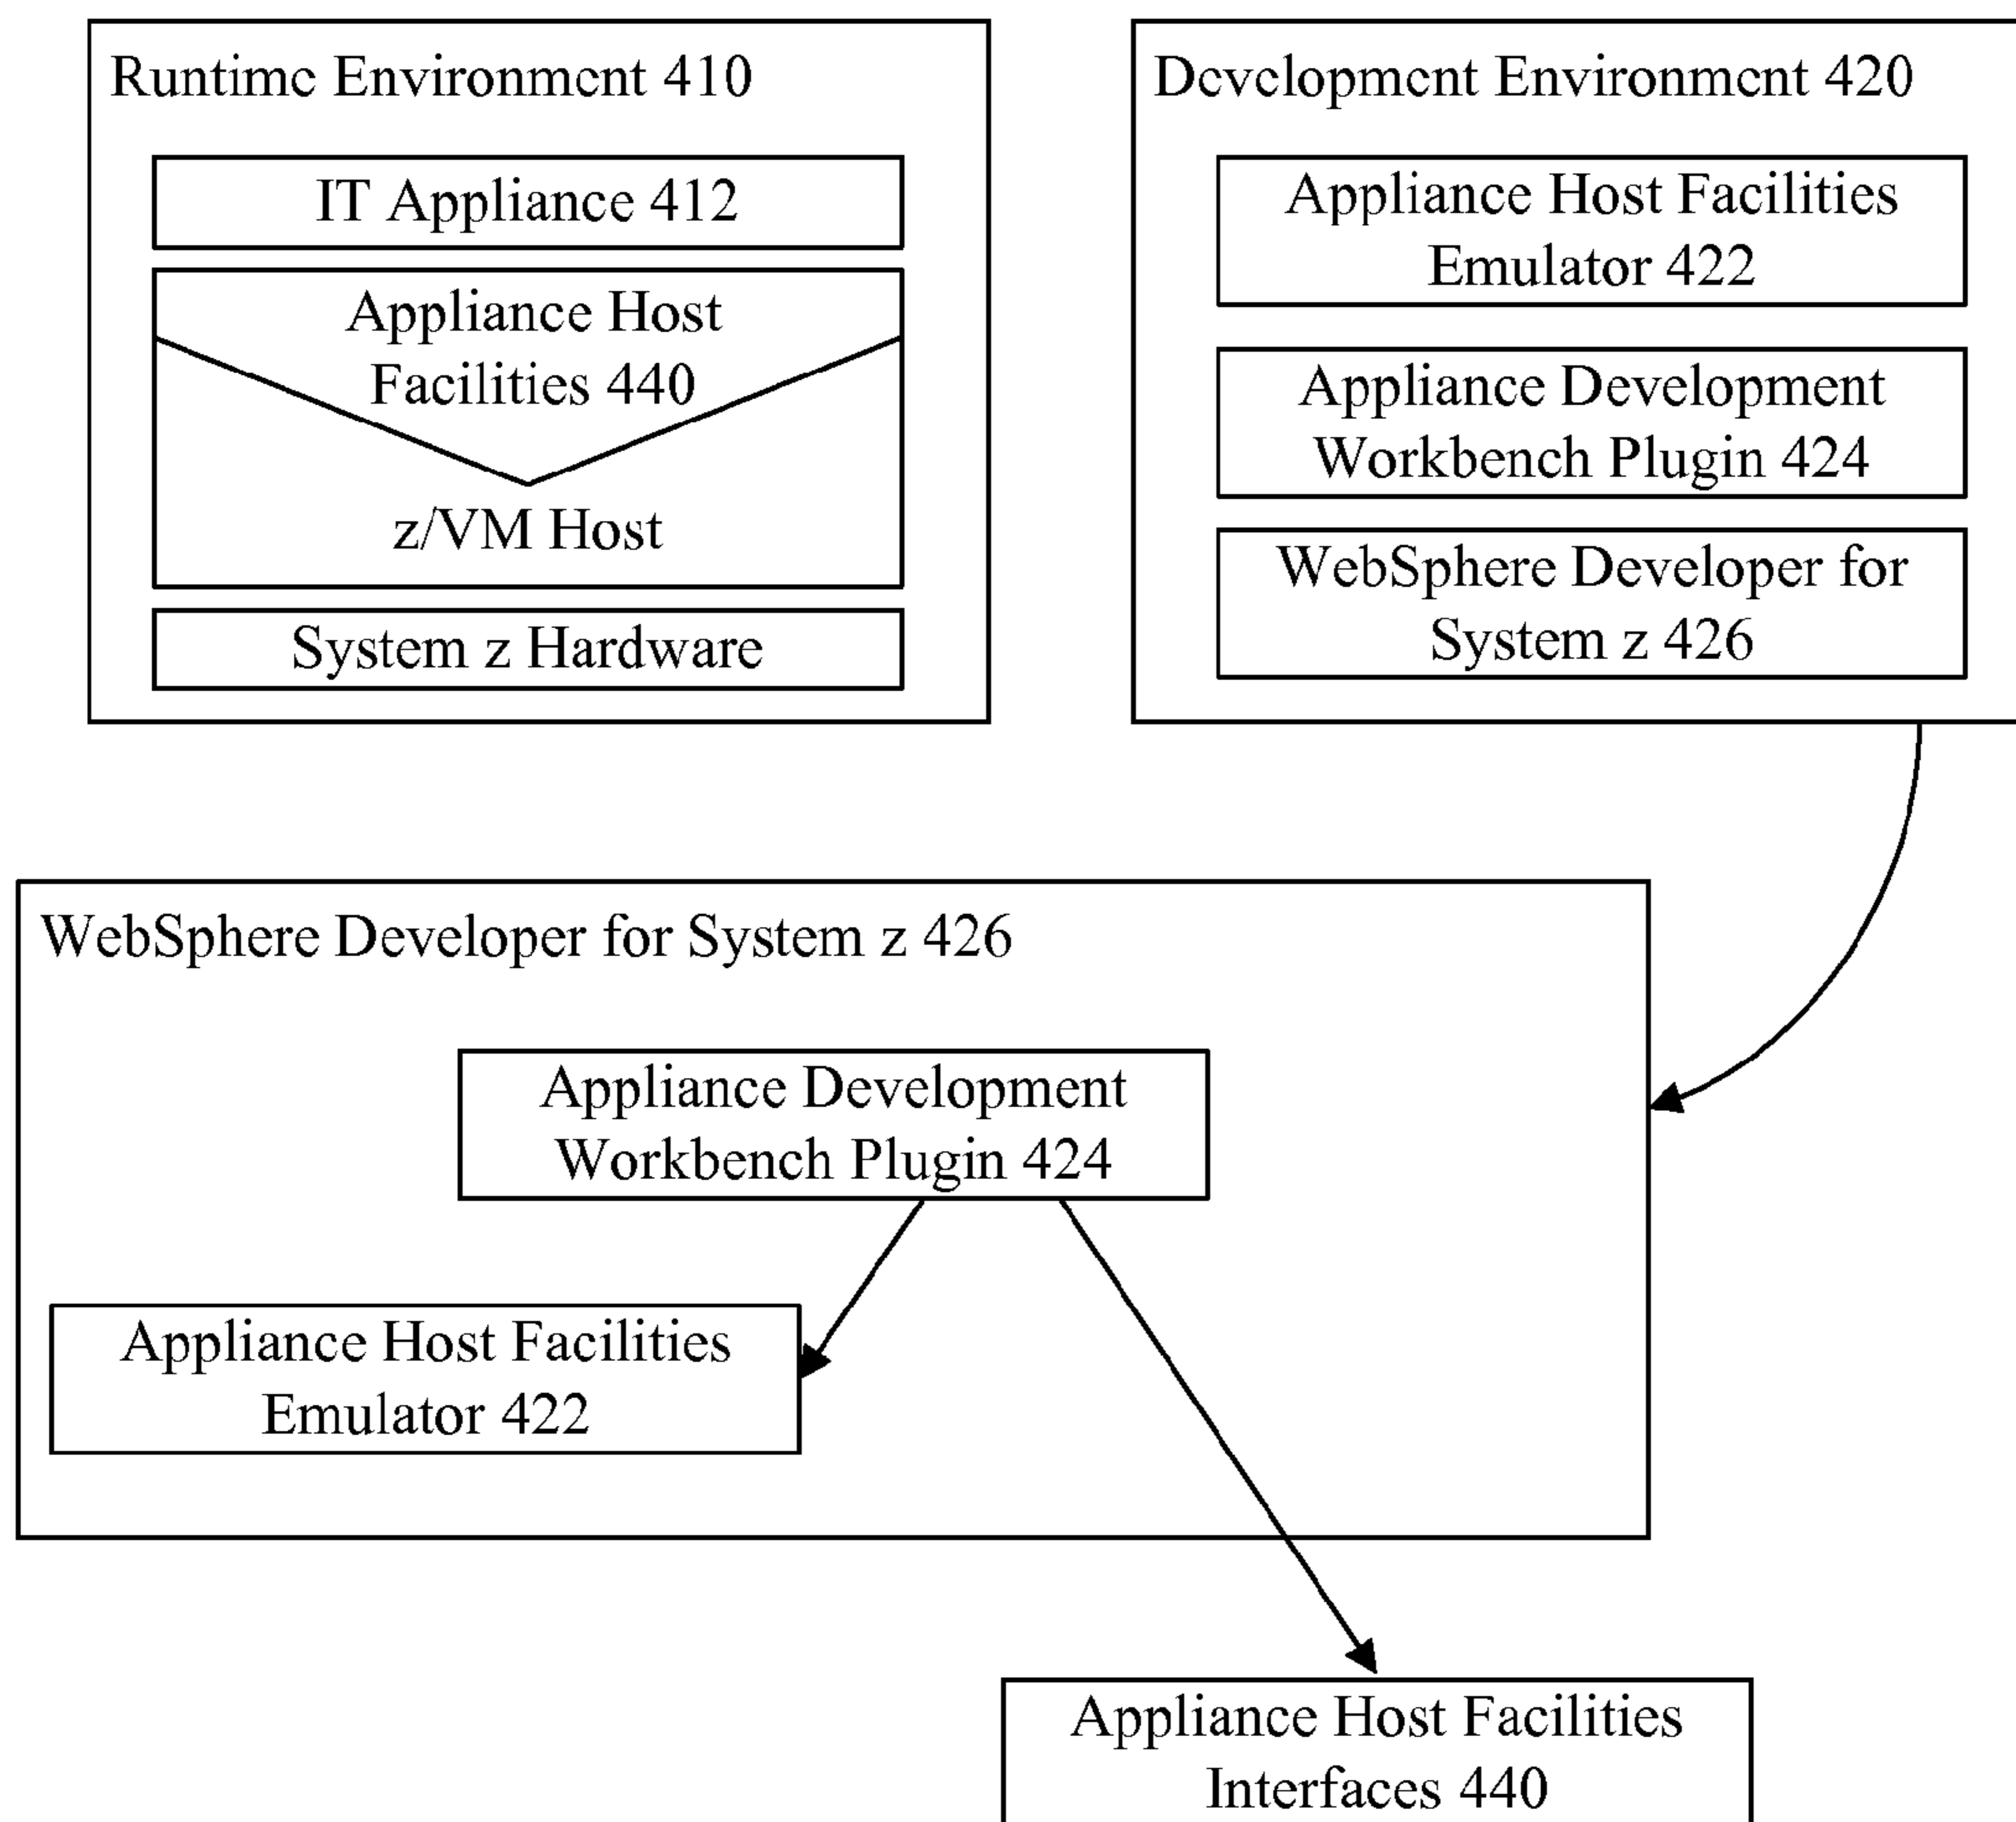 Runtime Environment 410
IT Appliance 412
Appliance Host
Facilities 440
z/VM Host
System z Hardware
Development Environment 420
Appliance Host Facilities
Emulator 422
Appliance Development
Workbench Plugin 424
WebSphere Developer for
System z 426
WebSphere Developer for System z 426
Appliance Development
Workbench Plugin 424
Appliance Host Facilities
Emulator 422
Appliance Host Facilities
Interfaces 440